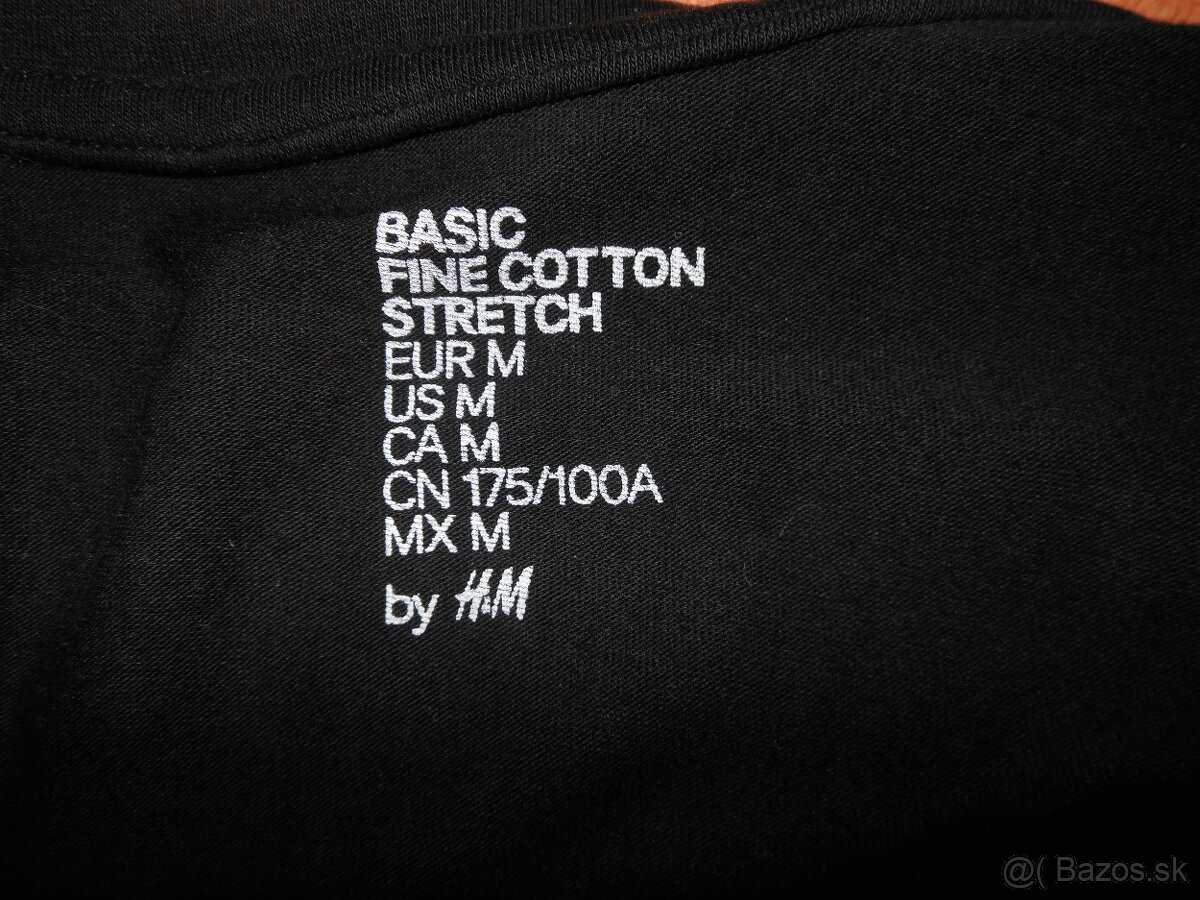 BASIC
FINE COTTON
STRETCH
EUR M
US M
CA M
CN 175/100A
MX M
by H&M
@( Bazos.sk